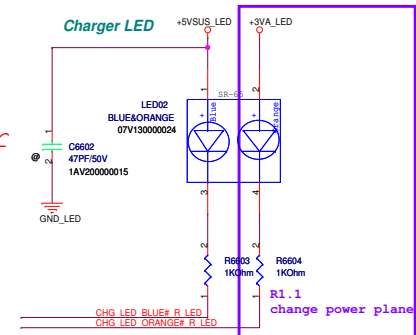 Charger LED
+5VSUS_LED
+3VA_LED
1
2
SR-65
LED02
BLUE&ORANGE
07V130000024
+
Blue
+
Orange
1
C6602
@
47PF/50V
2
1AV200000015
3
4
GND_LED
2
2
R6603
R6604
1KOhm
1KOhm
1
1
R1.1
change power plane
CHG_LED_BLUE#_R_LED
CHG_LED_ORANGE#_R_LED